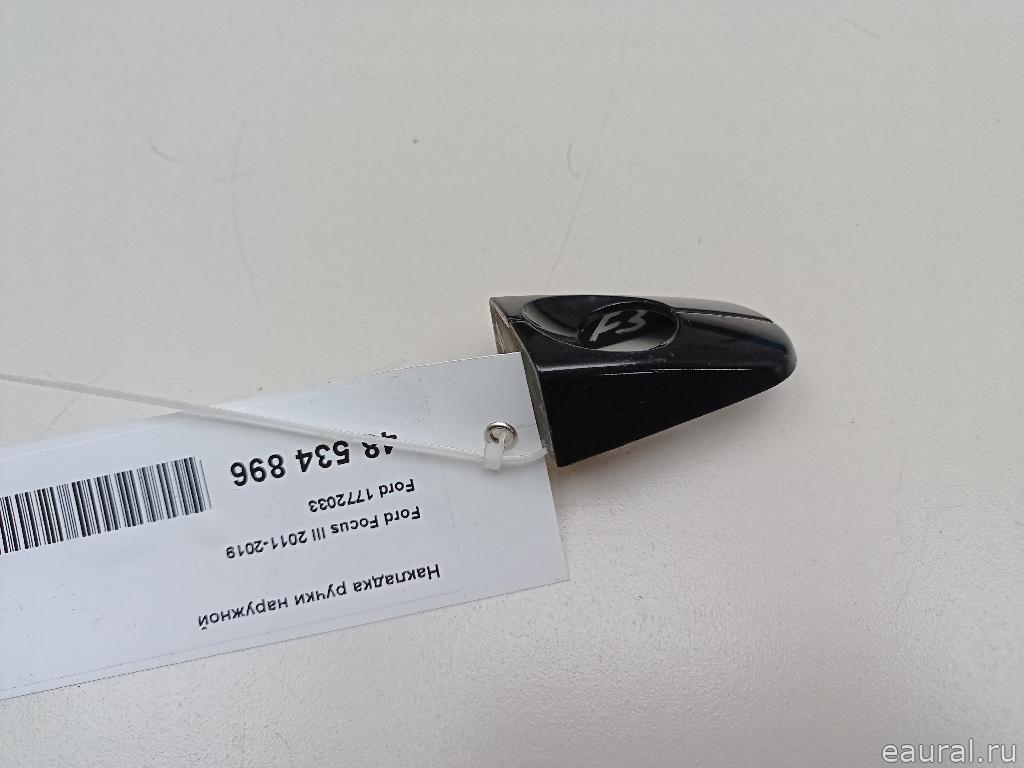 Накладка ручки наружной
Ford Focus III 2011-2019
Ford 1772033
48 534 896
F3
eaural.ru